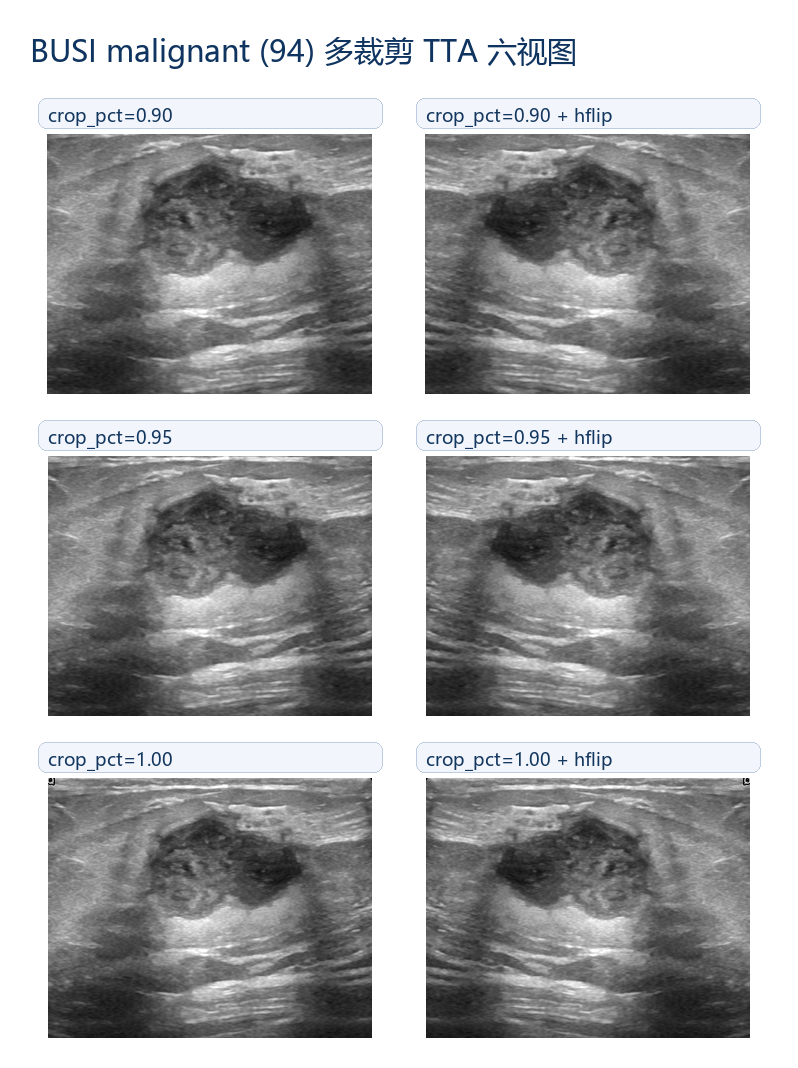 BUSI malignant (94) 多裁剪 TTA 六视图
crop_pct=0.90
crop_pct=0.90 + hflip
crop_pct=0.95
crop_pct=0.95 + hflip
crop_pct=1.00
crop_pct=1.00 + hflip